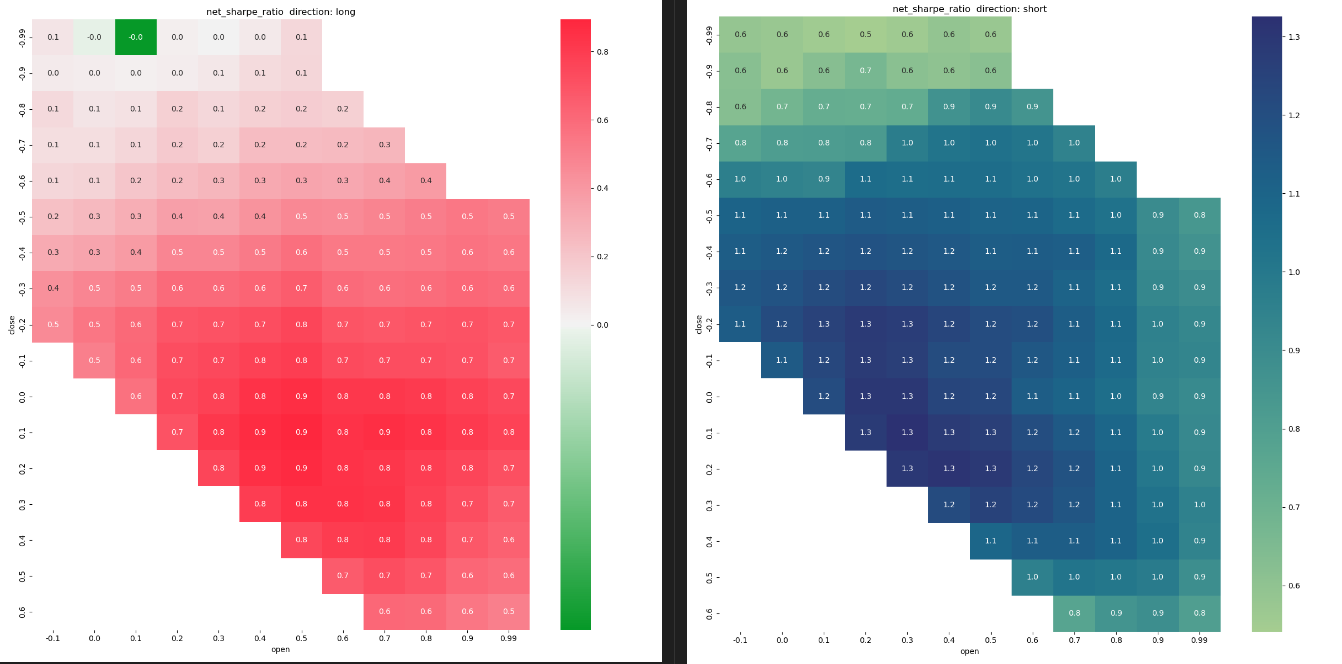 net_sharpe_ratio direction: long
-0.99 0.1 -0.0 -0.0 0.0 0.0 0.0 0.1
-0.9 0.0 0.0 0.0 0.0 0.1 0.1 0.1
-0.8 0.1 0.1 0.1 0.2 0.1 0.2 0.2 0.2
-0.7 0.1 0.1 0.1 0.2 0.2 0.2 0.2 0.2 0.3
-0.6 0.1 0.1 0.2 0.2 0.3 0.3 0.3 0.3 0.4 0.4
-0.5 0.2 0.3 0.3 0.4 0.4 0.4 0.5 0.5 0.5 0.5 0.5 0.5
-0.4 0.3 0.3 0.4 0.5 0.5 0.5 0.6 0.5 0.5 0.5 0.6 0.6
-0.3 0.4 0.5 0.5 0.6 0.6 0.6 0.7 0.6 0.6 0.6 0.6 0.6
-0.2 0.5 0.5 0.6 0.7 0.7 0.7 0.8 0.7 0.7 0.7 0.7 0.7
-0.1 0.5 0.6 0.7 0.7 0.8 0.8 0.7 0.7 0.7 0.7 0.7
0.0 0.6 0.7 0.8 0.8 0.9 0.8 0.8 0.8 0.8 0.7
0.1 0.7 0.8 0.9 0.9 0.8 0.9 0.8 0.8 0.8
0.2 0.8 0.9 0.9 0.8 0.8 0.8 0.8 0.7
0.3 0.8 0.8 0.8 0.8 0.8 0.7 0.7
0.4 0.8 0.8 0.8 0.8 0.7 0.6
0.5 0.7 0.7 0.7 0.6 0.6
0.6 0.6 0.6 0.6 0.5
-0.1 0.0 0.1 0.2 0.3 0.4 0.5 0.6 0.7 0.8 0.9 0.99
open
close
0.8
0.6
0.4
0.2
0.0
net_sharpe_ratio direction: short
-0.99 0.6 0.6 0.6 0.5 0.6 0.6 0.6
-0.9 0.6 0.6 0.6 0.7 0.6 0.6 0.6
-0.8 0.6 0.7 0.7 0.7 0.7 0.9 0.9 0.9
-0.7 0.8 0.8 0.8 0.8 1.0 1.0 1.0 1.0 1.0
-0.6 1.0 1.0 0.9 1.1 1.1 1.1 1.1 1.0 1.0 1.0
-0.5 1.1 1.1 1.1 1.1 1.1 1.1 1.1 1.1 1.1 1.0 0.9 0.8
-0.4 1.1 1.2 1.2 1.2 1.2 1.1 1.1 1.1 1.1 1.1 0.9 0.9
-0.3 1.2 1.2 1.2 1.2 1.2 1.2 1.2 1.1 1.1 1.1 0.9 0.9
-0.2 1.1 1.2 1.3 1.3 1.3 1.2 1.2 1.2 1.1 1.1 1.0 0.9
-0.1 1.1 1.2 1.3 1.3 1.2 1.2 1.2 1.1 1.1 1.0 0.9
0.0 1.2 1.3 1.3 1.2 1.2 1.1 1.1 1.1 0.9 0.9
0.1 1.3 1.3 1.3 1.3 1.2 1.2 1.1 1.0 0.9
0.2 1.3 1.3 1.3 1.2 1.2 1.1 1.0 0.9
0.3 1.2 1.2 1.2 1.2 1.1 1.0 1.0
0.4 1.1 1.1 1.1 1.1 1.0 0.9
0.5 1.0 1.0 1.0 1.0 0.9
0.6 0.8 0.9 0.9 0.8
-0.1 0.0 0.1 0.2 0.3 0.4 0.5 0.6 0.7 0.8 0.9 0.99
open
close
1.3
1.2
1.1
1.0
0.9
0.8
0.7
0.6